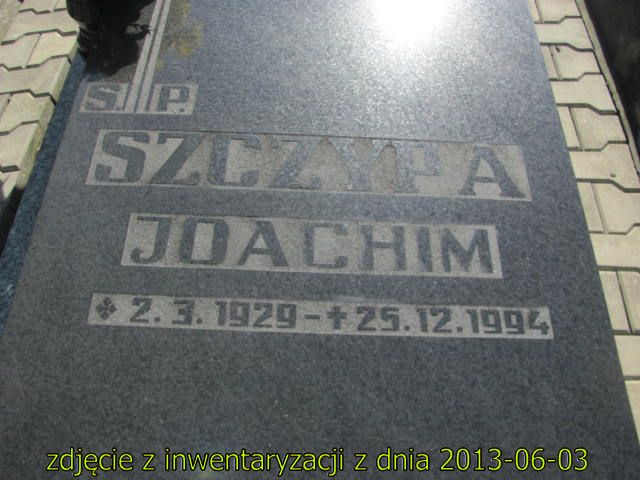 Ś P.
SZCZYPA
JOACHIM
2.3.1929 - + 25.12.1994
zdjęcie z inwentaryzacji z dnia 2013-06-03